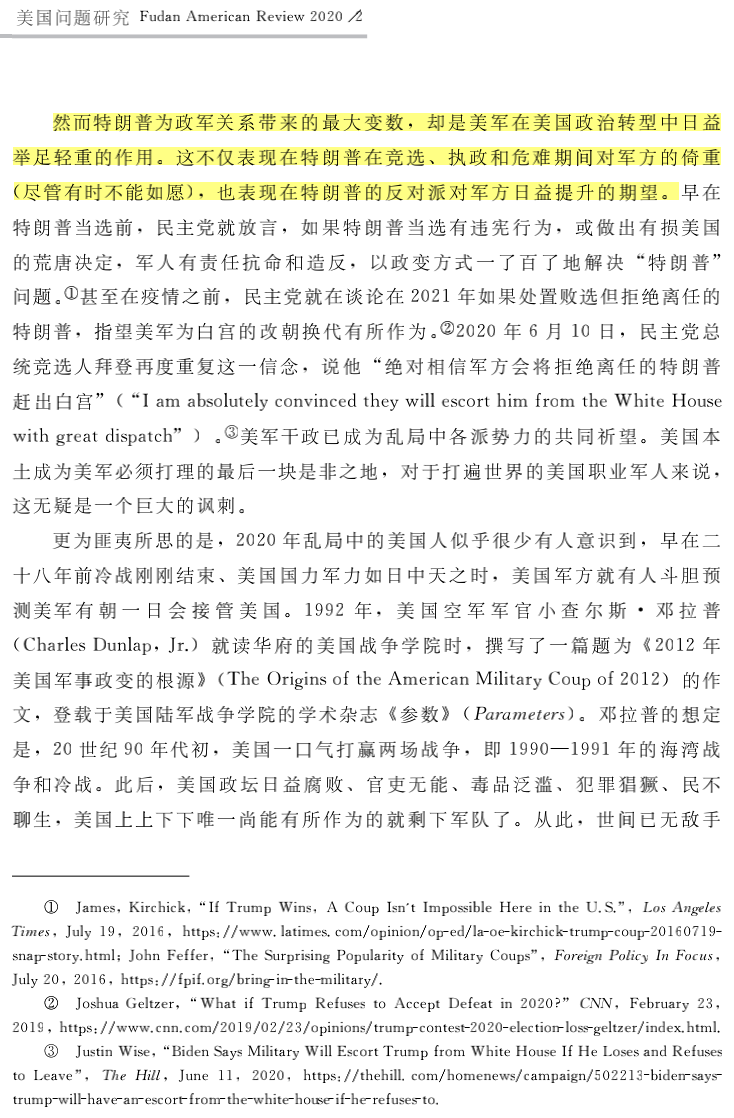 美国问题研究 Fudan American Review 2020 /2
然而特朗普为政军关系带来的最大变数，却是美军在美国政治转型中日益
举足轻重的作用。这不仅表现在特朗普在竞选、执政和危难期间对军方的倚重
（尽管有时不能如愿），也表现在特朗普的反对派对军方日益提升的期望。早在
特朗普当选前，民主党就放言，如果特朗普当选有违宪行为，或做出有损美国
的荒唐决定，军人有责任抗命和造反，以政变方式一了百了地解决“特朗普”
问题。①甚至在疫情之前，民主党就在谈论在 2021 年如果处置败选但拒绝离任的
特朗普，指望美军为白宫的改朝换代有所作为。②2020 年 6 月 10 日，民主党总
统竞选人拜登再度重复这一信念，说他“绝对相信军方会将拒绝离任的特朗普
赶出白宫”（“I am absolutely convinced they will escort him from the White House
with great dispatch”）。③美军干政已成为乱局中各派势力的共同祈望。美国本
土成为美军必须打理的最后一块是非之地，对于打遍世界的美国职业军人来说，
这无疑是一个巨大的讽刺。
更为匪夷所思的是，2020 年乱局中的美国人似乎很少有人意识到，早在二
十八年前冷战刚刚结束、美国国力军力如日中天之时，美国军方就有人斗胆预
测美军有朝一日会接管美国。1992 年，美国空军军官小查尔斯·邓拉普
（Charles Dunlap, Jr.）就读华府的美国战争学院时，撰写了一篇题为《2012 年
美国军事政变的根源》（The Origins of the American Military Coup of 2012）的作
文，登载于美国陆军战争学院的学术杂志《参数》（Parameters）。邓拉普的想定
是，20 世纪 90 年代初，美国一口气打赢两场战争，即 1990—1991 年的海湾战
争和冷战。此后，美国政坛日益腐败、官吏无能、毒品泛滥、犯罪猖獗、民不
聊生，美国上上下下唯一尚能有所作为的就剩下军队了。从此，世间已无敌手
① James, Kirchick, “If Trump Wins, A Coup Isn't Impossible Here in the U.S.”, Los Angeles
Times, July 19, 2016, https://www.latimes.com/opinion/op-ed/la-oe-kirchick-trump-coup-20160719-
snap-story.html; John Feffer, “The Surprising Popularity of Military Coups”, Foreign Policy In Focus,
July 20, 2016, https://fpif.org/bring-in-the-military/.
② Joshua Geltzer, “What if Trump Refuses to Accept Defeat in 2020?” CNN, February 23,
2019, https://www.cnn.com/2019/02/23/opinions/trump-contest-2020-election-loss-geltzer/index.html.
③ Justin Wise, “Biden Says Military Will Escort Trump from White House If He Loses and Refuses
to Leave”, The Hill, June 11, 2020, https://thehill.com/homenews/campaign/502213-biden-says-
trump-will-have-an-escort-from-the-white-house-if-he-refuses-to.